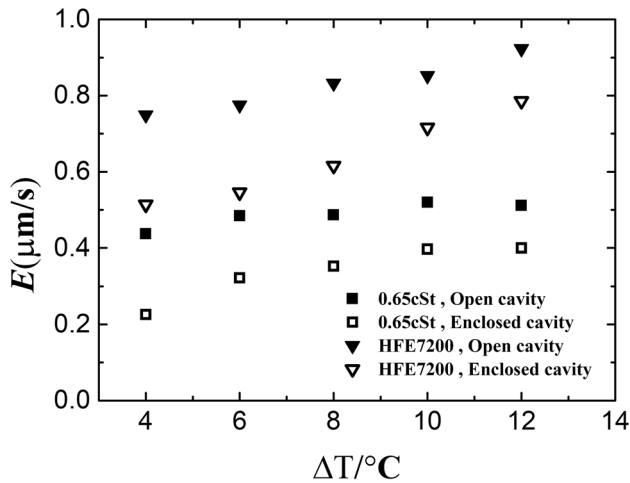 1.0
0.8
0.6
0.4
0.2
0.0
E(μm/s)
0.65cSt , Open cavity
0.65cSt , Enclosed cavity
HFE7200 , Open cavity
HFE7200 , Enclosed cavity
4 6 8 10 12 14
ΔT/°C